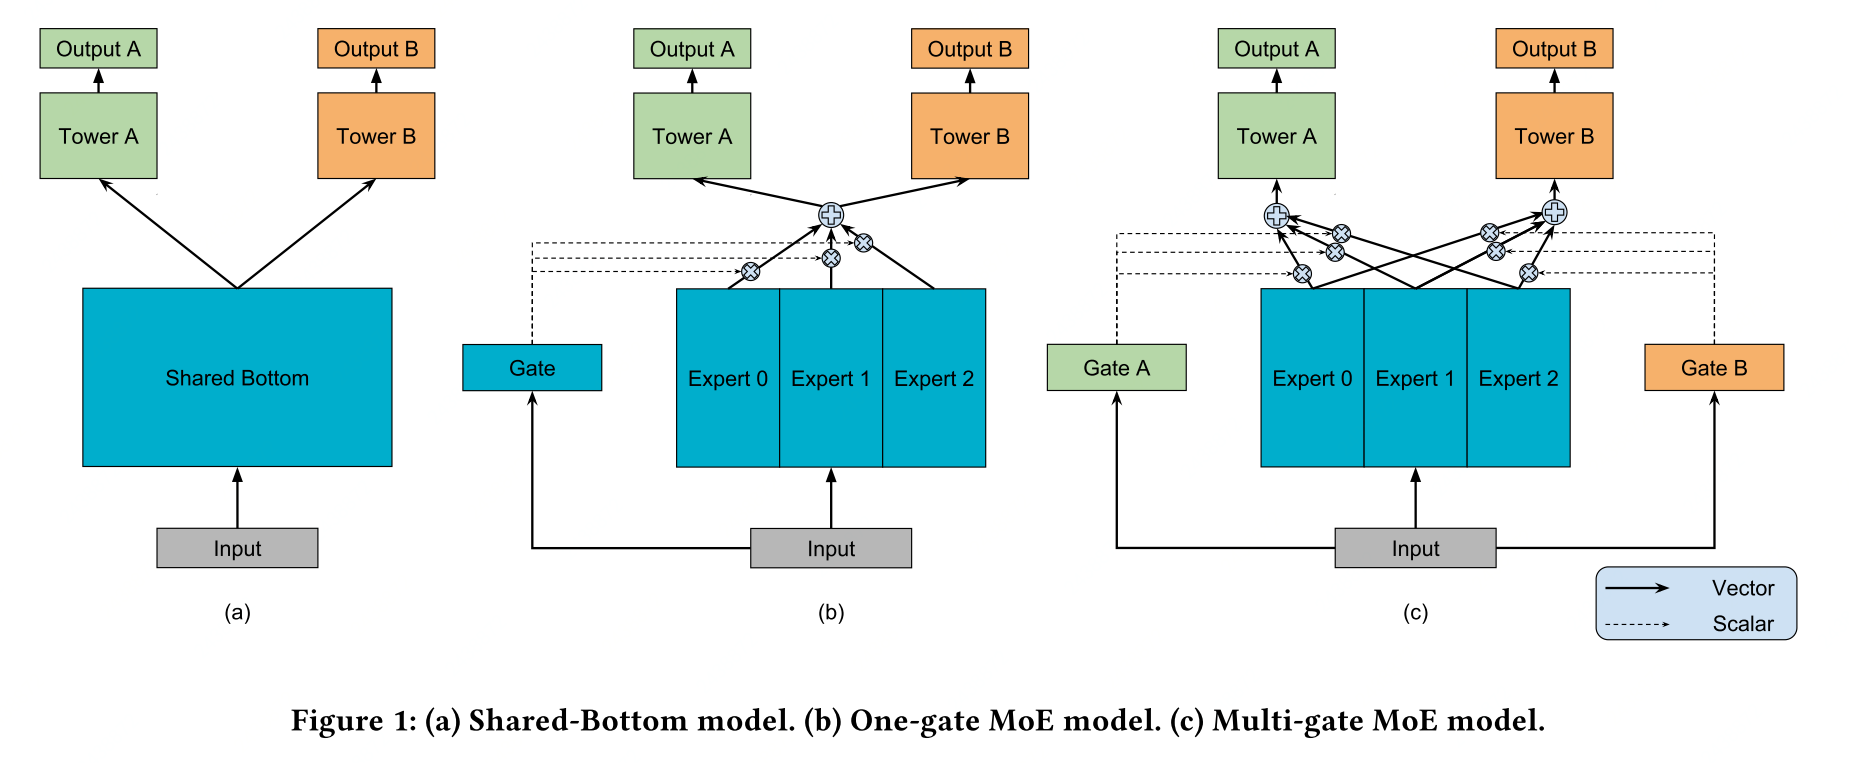 Output A
Output B
Tower A
Tower B
Shared Bottom
Input
(a)
Output A
Output B
Tower A
Tower B
Gate
Expert 0
Expert 1
Expert 2
Input
(b)
Output A
Output B
Tower A
Tower B
Gate A
Expert 0
Expert 1
Expert 2
Gate B
Input
(c)
Vector
Scalar
Figure 1: (a) Shared-Bottom model. (b) One-gate MoE model. (c) Multi-gate MoE model.